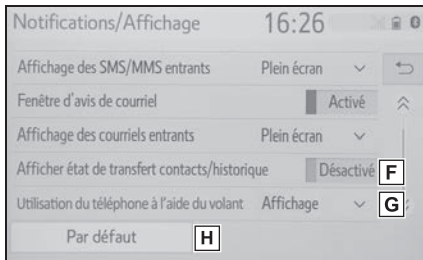 Notifications/Affichage 16:26
Affichage des SMS/MMS entrants Plein écran
Fenêtre d'avis de courriel Activé
Affichage des courriels entrants Plein écran
Afficher état de transfert contacts/historique Désactivé F
Utilisation du téléphone à l'aide du volant Affichage G
Par défaut H